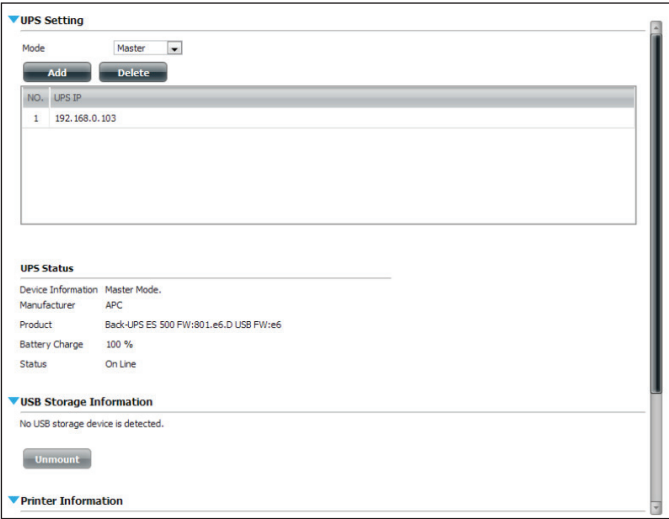 UPS Setting
Mode Master
Add Delete
NO. UPS IP
1 192.168.0.103
UPS Status
Device Information Master Mode.
Manufacturer APC
Product Back-UPS ES 500 FW:801.e6.D USB FW:e6
Battery Charge 100 %
Status On Line
USB Storage Information
No USB storage device is detected.
Unmount
Printer Information